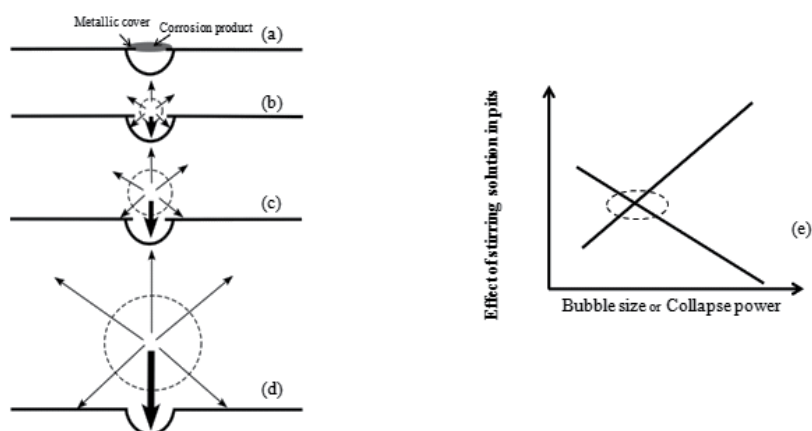 Metallic cover
Corrosion product
(a)
(b)
(c)
(d)
Effect of stirring solution in pits
(e)
Bubble size or Collapse power